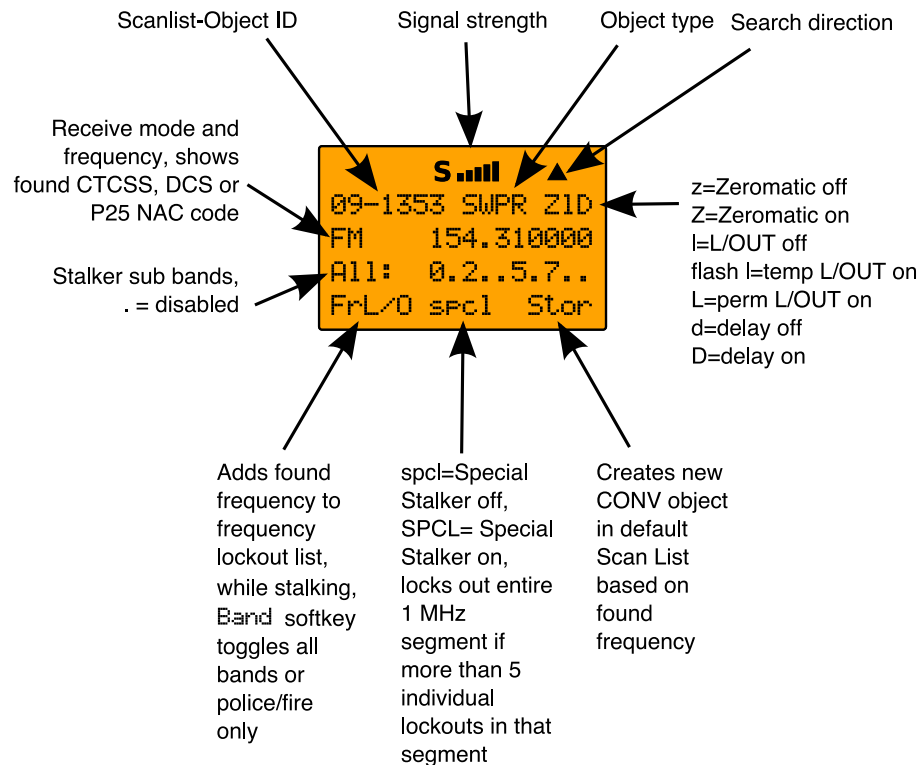 Scanlist-Object ID
Signal strength
Object type
Search direction
Receive mode and
frequency, shows
found CTCSS, DCS or
P25 NAC code
Stalker sub bands,
. = disabled
S
09-1353 SWPR ZlD
FM 154.310000
All: 0.2..5.7..
FrL/O spcl Stor
z=Zeromatic off
Z=Zeromatic on
l=L/OUT off
flash l=temp L/OUT on
L=perm L/OUT on
d=delay off
D=delay on
Adds found
frequency to
frequency
lockout list,
while stalking,
Band softkey
toggles all
bands or
police/fire
only
spcl=Special
Stalker off,
SPCL= Special
Stalker on,
locks out entire
1 MHz
segment if
more than 5
individual
lockouts in that
segment
Creates new
CONV object
in default
Scan List
based on
found
frequency